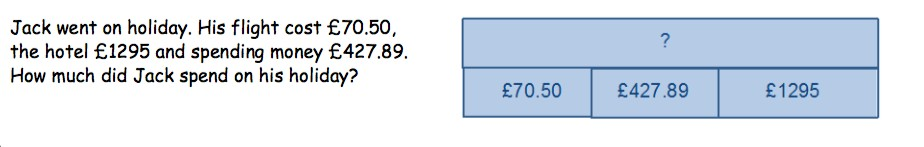 Jack went on holiday. His flight cost £70.50,
the hotel £1295 and spending money £427.89.
How much did Jack spend on his holiday?
?
£70.50 £427.89 £1295